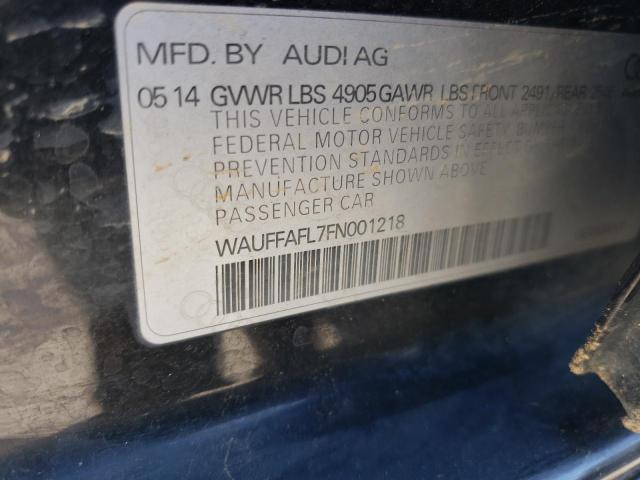 MFD. BY AUDI AG
05 14 GVWR LBS 4905 GAWR LBS FRONT 2491/REAR
THIS VEHICLE CONFORMS TO ALL
FEDERAL MOTOR VEHICLE SAFETY
PREVENTION STANDARDS IN EFFECT
MANUFACTURE SHOWN ABOVE
PASSENGER CAR
WAUFFAFL7FN001218